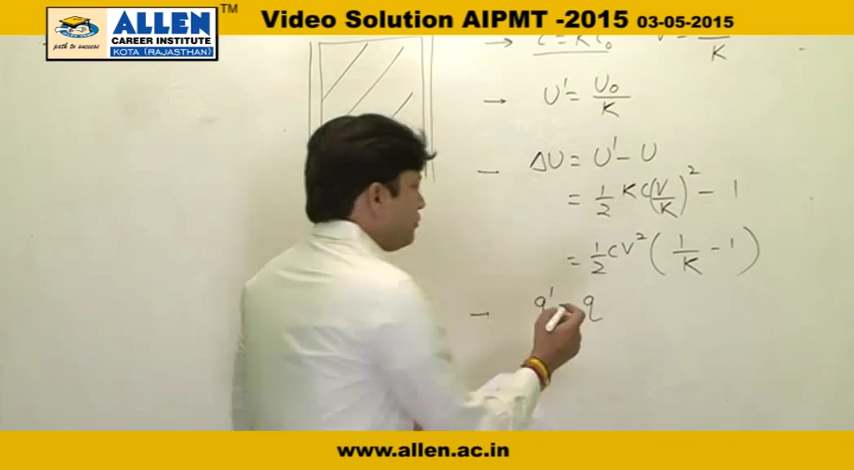 ALLEN
CAREER INSTITUTE
KOTA (RAJASTHAN)
path to success
TM
Video Solution AIPMT -2015 03-05-2015
→ C = KC₀ V = /K
→ U' = U₀/K
- ΔU = U' - U
= 1/2 KC(V/K)² - 1
= 1/2 CV² (1/K - 1)
- q' = q
www.allen.ac.in